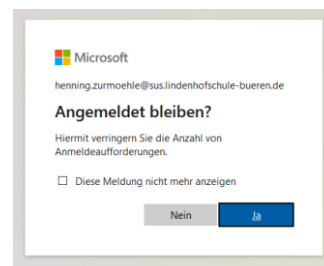 Microsoft
henning.zurmoehle@sus.lindenhofschule-bueren.de
Angemeldet bleiben?
Hiermit verringern Sie die Anzahl von
Anmeldeaufforderungen.
Diese Meldung nicht mehr anzeigen
Nein Ja